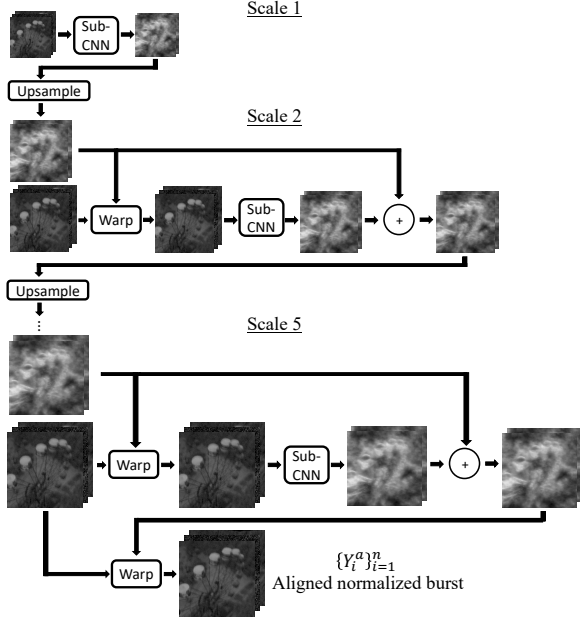 Scale 1
Sub-
CNN
Upsample
Scale 2
Warp
Sub-
CNN
+
Upsample
⋮
Scale 5
Warp
Sub-
CNN
+
Warp
{Y_i^a}_{i=1}^n
Aligned normalized burst